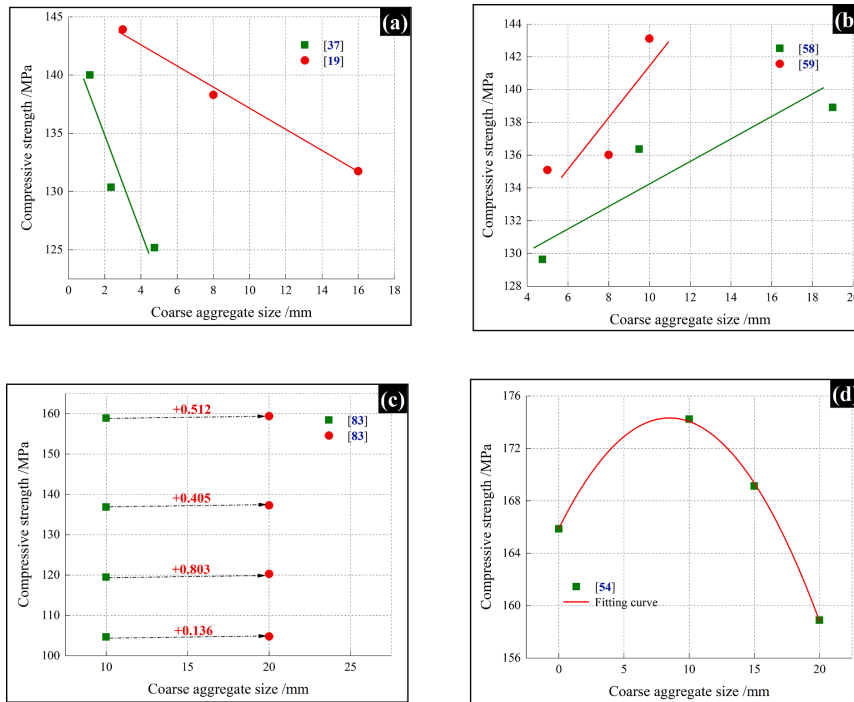 (a)
[37]
[19]
145
140
135
130
125
0 2 4 6 8 10 12 14 16 18
Compressive strength /MPa
Coarse aggregate size /mm
(b)
[58]
[59]
144
142
140
138
136
134
132
130
128
4 6 8 10 12 14 16 18 20
Compressive strength /MPa
Coarse aggregate size /mm
(c)
[83]
[83]
+0.512
+0.405
+0.803
+0.136
160
150
140
130
120
110
100
10 15 20 25
Compressive strength /MPa
Coarse aggregate size /mm
(d)
176
172
168
164
160
156
[54]
Fitting curve
0 5 10 15 20
Compressive strength /MPa
Coarse aggregate size /mm